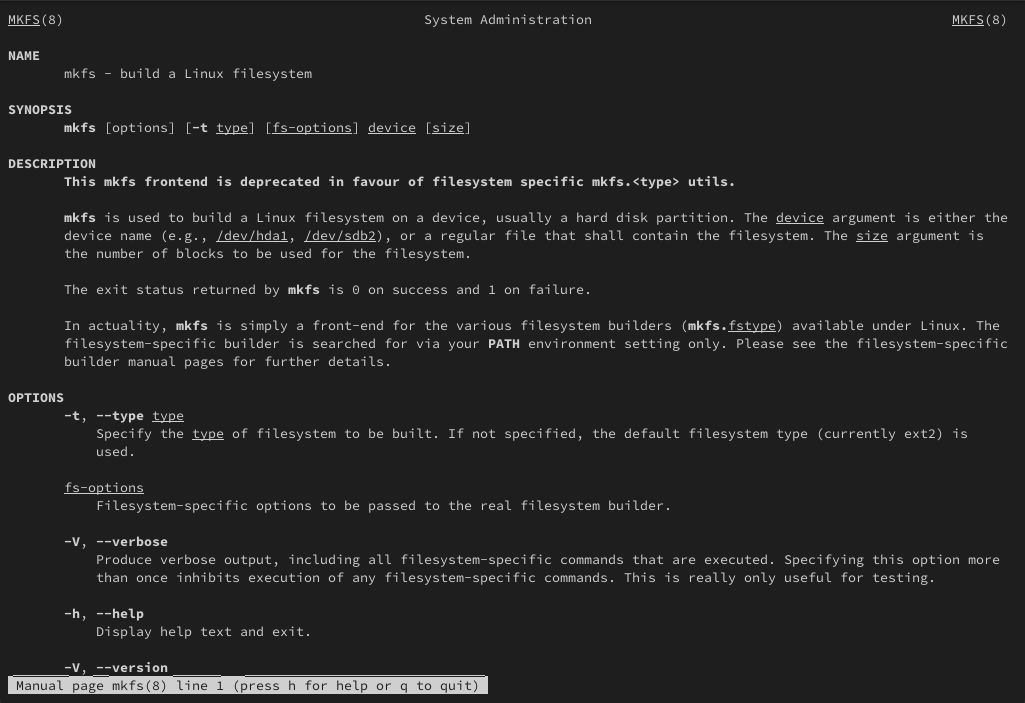 MKFS(8) System Administration MKFS(8)
NAME
mkfs - build a Linux filesystem
SYNOPSIS
mkfs [options] [-t type] [fs-options] device [size]
DESCRIPTION
This mkfs frontend is deprecated in favour of filesystem specific mkfs.<type> utils.
mkfs is used to build a Linux filesystem on a device, usually a hard disk partition. The device argument is either the
device name (e.g., /dev/hda1, /dev/sdb2), or a regular file that shall contain the filesystem. The size argument is
the number of blocks to be used for the filesystem.
The exit status returned by mkfs is 0 on success and 1 on failure.
In actuality, mkfs is simply a front-end for the various filesystem builders (mkfs.fstype) available under Linux. The
filesystem-specific builder is searched for via your PATH environment setting only. Please see the filesystem-specific
builder manual pages for further details.
OPTIONS
-t, --type type
Specify the type of filesystem to be built. If not specified, the default filesystem type (currently ext2) is
used.
fs-options
Filesystem-specific options to be passed to the real filesystem builder.
-V, --verbose
Produce verbose output, including all filesystem-specific commands that are executed. Specifying this option more
than once inhibits execution of any filesystem-specific commands. This is really only useful for testing.
-h, --help
Display help text and exit.
-V, --version
Manual page mkfs(8) line 1 (press h for help or q to quit)